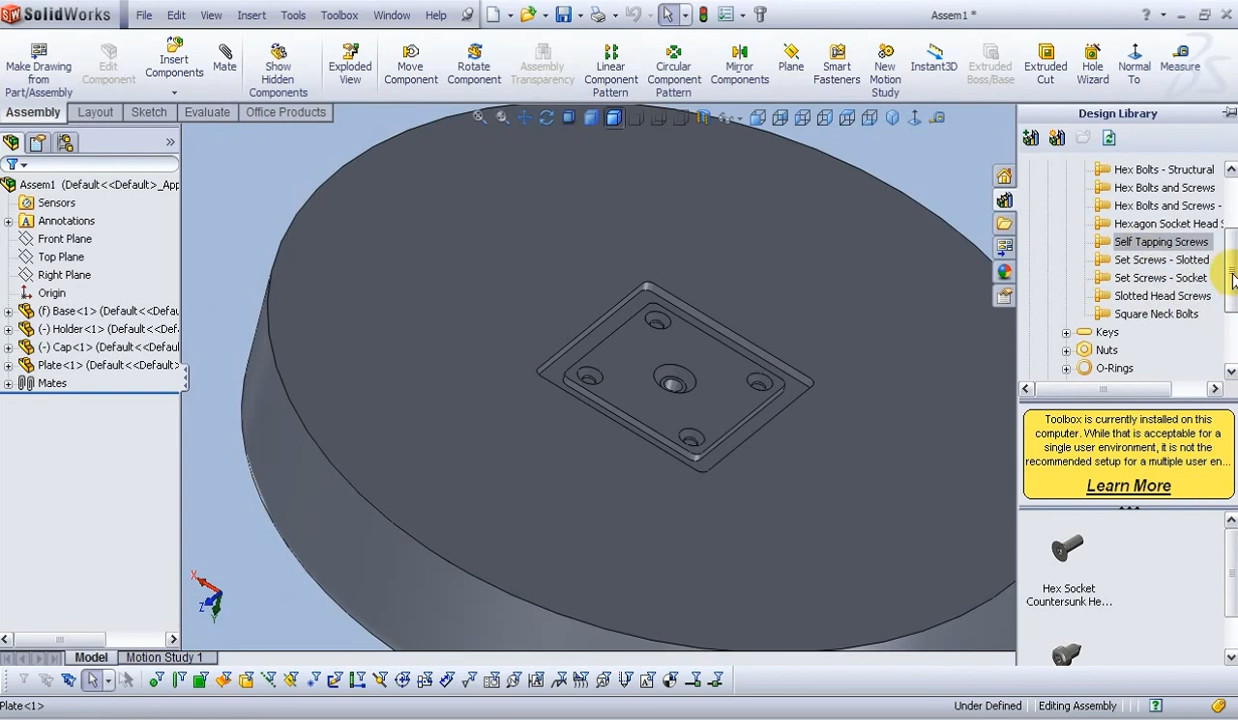 SolidWorks
File Edit View Insert Tools Toolbox Window Help
Assem1 *
Make Drawing from Part/Assembly
Edit Component
Insert Components
Mate
Show Hidden Components
Exploded View
Move Component
Rotate Component
Assembly Transparency
Linear Component Pattern
Circular Component Pattern
Mirror Components
Plane
Smart Fasteners
New Motion Study
Instant3D
Extruded Boss/Base
Extruded Cut
Hole Wizard
Normal To
Measure
Assembly Layout Sketch Evaluate Office Products
Design Library
Assem1 (Default<<Default>_App
Sensors
Annotations
Front Plane
Top Plane
Right Plane
Origin
(f) Base<1> (Default<<Defau
(-) Holder<1> (Default<<Def
(-) Cap<1> (Default<<Defaul
Plate<1> (Default<<Default>
Mates
Hex Bolts - Structural
Hex Bolts and Screws
Hex Bolts and Screws -
Hexagon Socket Head S
Self Tapping Screws
Set Screws - Slotted
Set Screws - Socket
Slotted Head Screws
Square Neck Bolts
Keys
Nuts
O-Rings
Toolbox is currently installed on this
computer. While that is acceptable for a
single user environment, it is not the
recommended setup for a multiple user en...
Learn More
Hex Socket
Countersunk He...
X
Z
Y
Model Motion Study 1
Plate<1>
Under Defined Editing Assembly